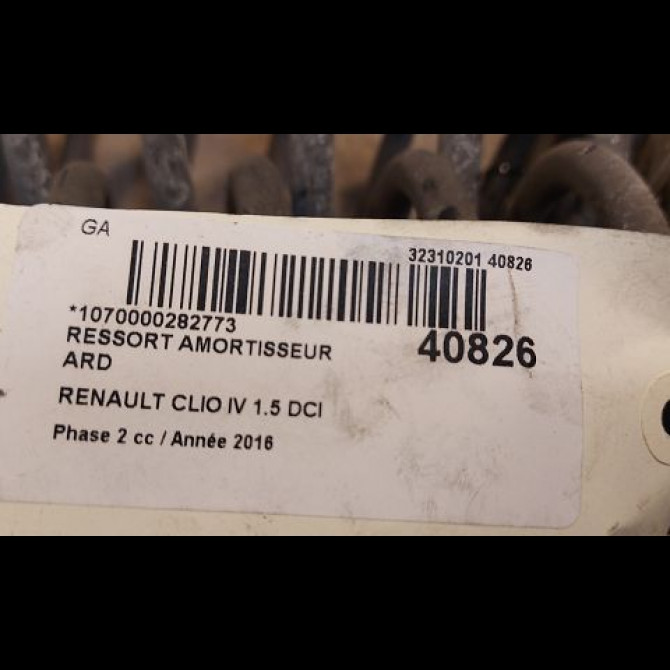 GA
32310201 40826
*1070000282773
40826
RESSORT AMORTISSEUR
ARD
RENAULT CLIO IV 1.5 DCI
Phase 2 cc / Année 2016